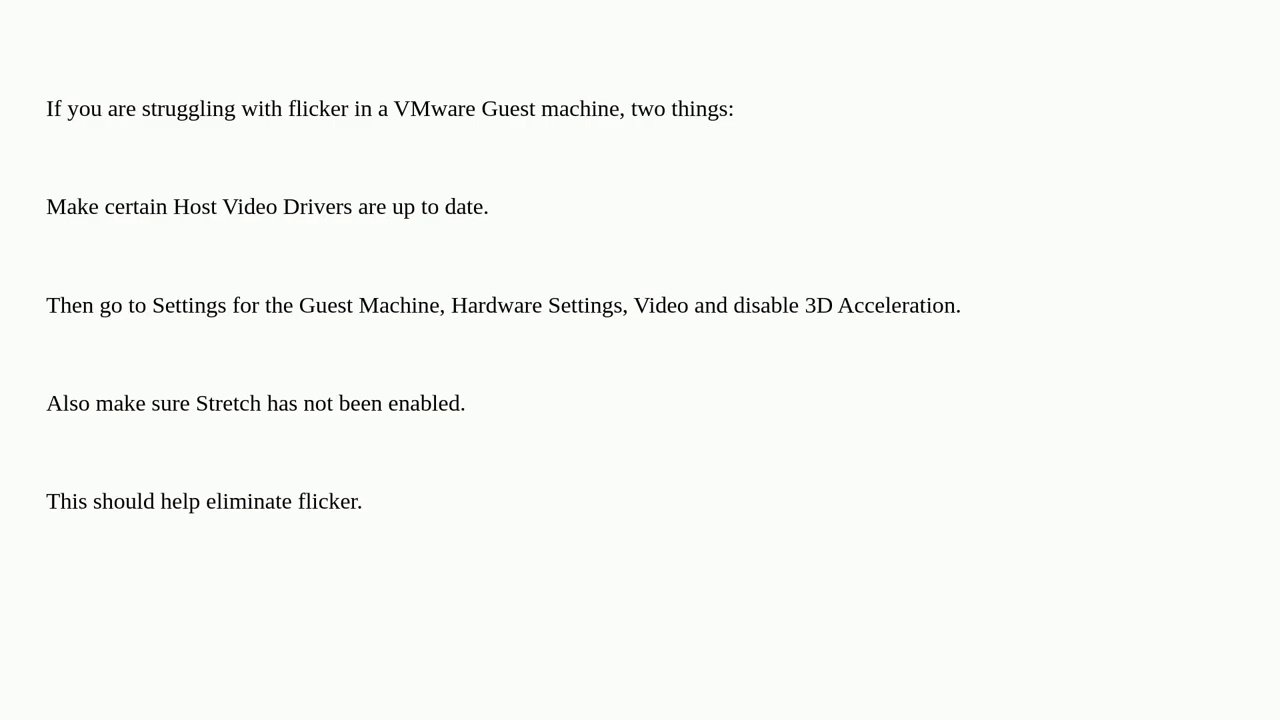 If you are struggling with flicker in a VMware Guest machine, two things:
Make certain Host Video Drivers are up to date.
Then go to Settings for the Guest Machine, Hardware Settings, Video and disable 3D Acceleration.
Also make sure Stretch has not been enabled.
This should help eliminate flicker.